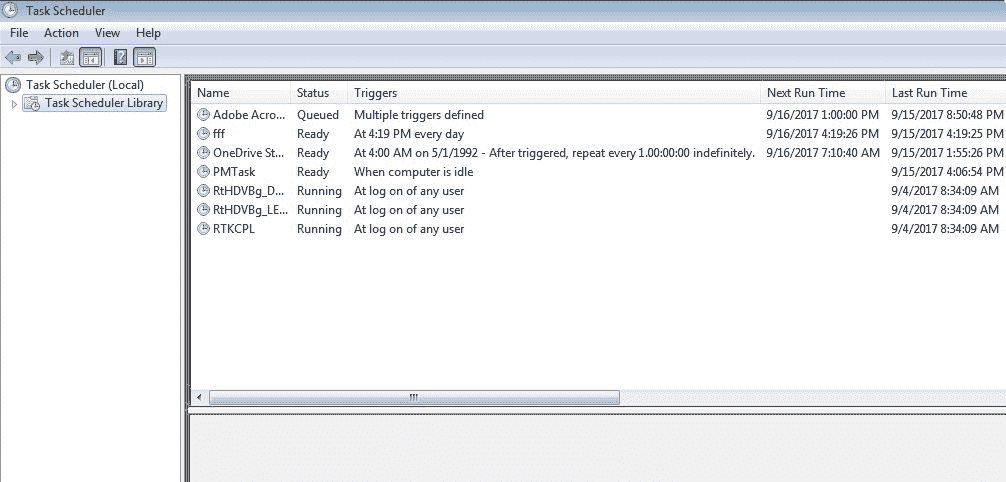 Task Scheduler
File Action View Help
Task Scheduler (Local)
Task Scheduler Library
Name Status Triggers Next Run Time Last Run Time
Adobe Acro... Queued Multiple triggers defined 9/16/2017 1:00:00 PM 9/15/2017 8:50:48 PM
fff Ready At 4:19 PM every day 9/16/2017 4:19:26 PM 9/15/2017 4:19:25 PM
OneDrive St... Ready At 4:00 AM on 5/1/1992 - After triggered, repeat every 1.00:00:00 indefinitely. 9/16/2017 7:10:40 AM 9/15/2017 1:55:26 PM
PMTask Ready When computer is idle 9/15/2017 4:06:54 PM
RtHDVBg_D... Running At log on of any user 9/4/2017 8:34:09 AM
RtHDVBg_LE... Running At log on of any user 9/4/2017 8:34:09 AM
RTKCPL Running At log on of any user 9/4/2017 8:34:09 AM